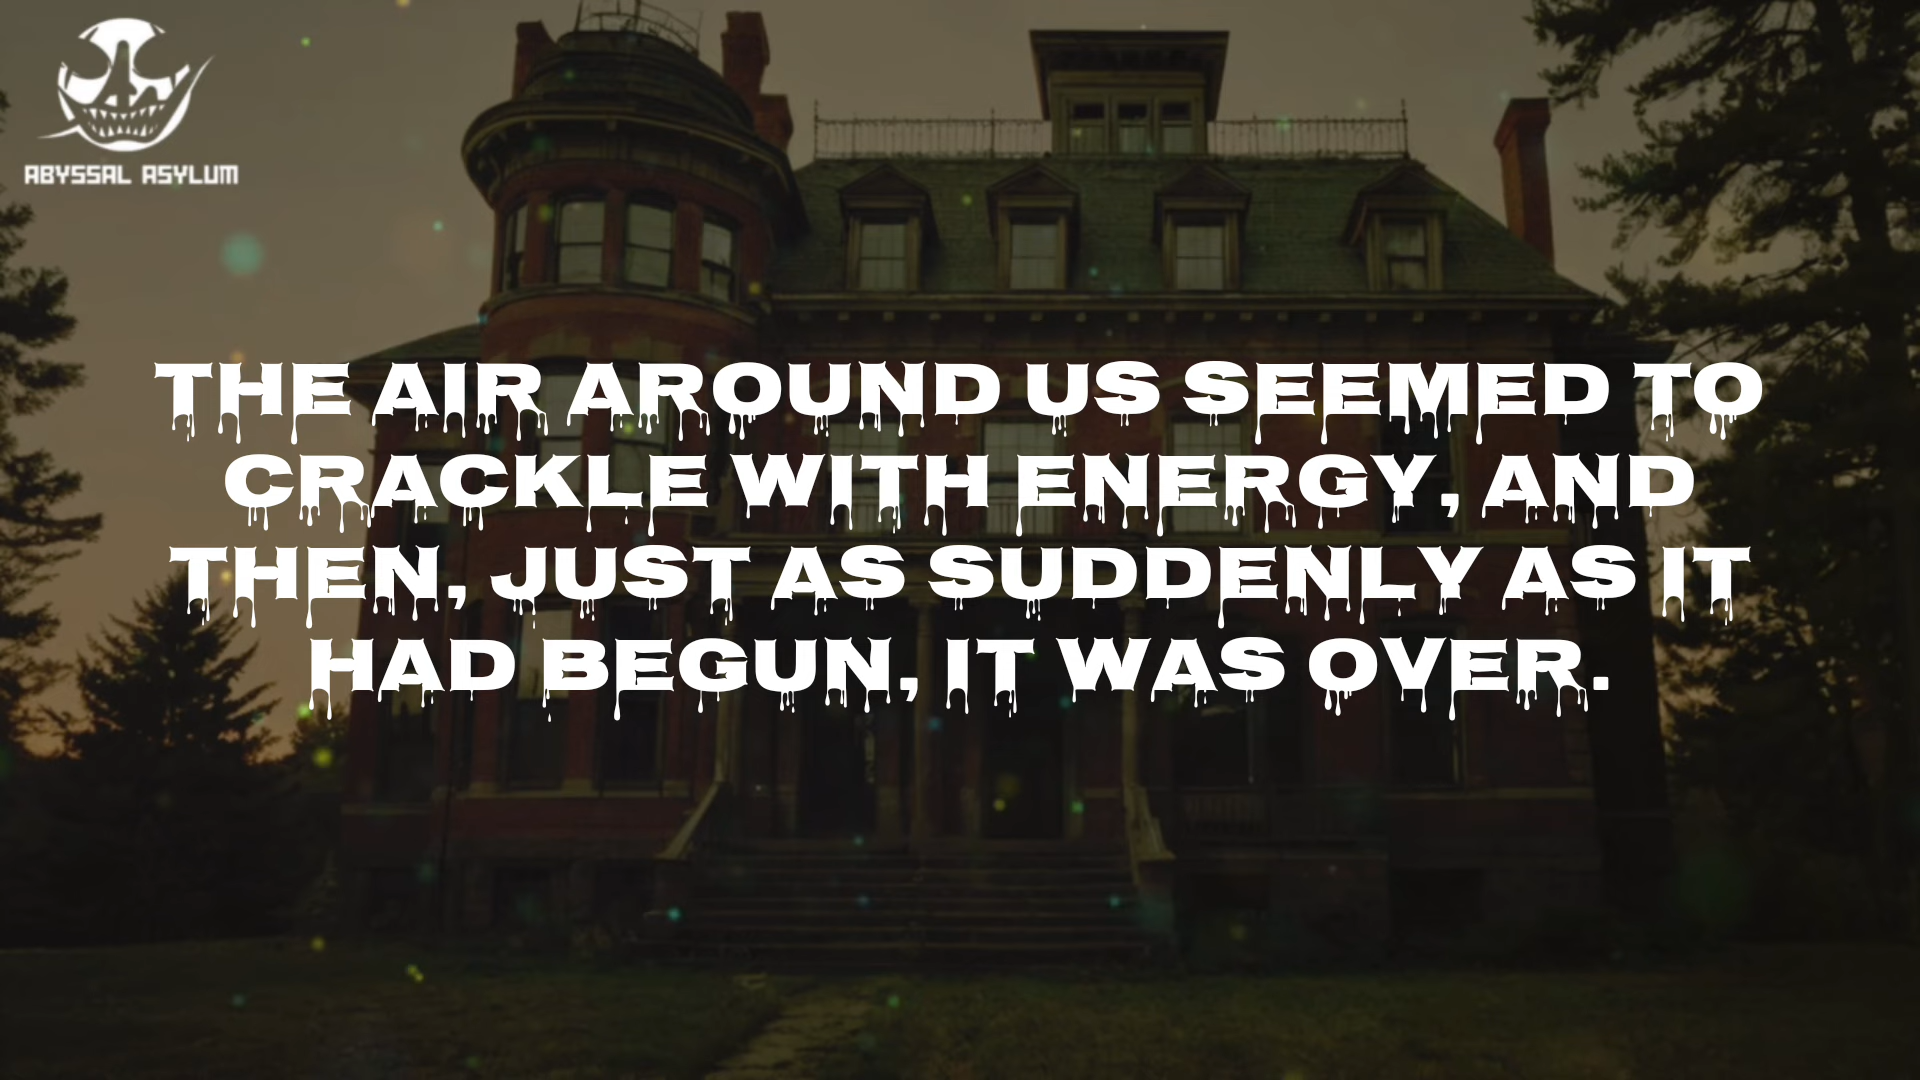 ABYSSAL ASYLUM
THE AIR AROUND US SEEMED TO
CRACKLE WITH ENERGY, AND
THEN, JUST AS SUDDENLY AS IT
HAD BEGUN, IT WAS OVER.